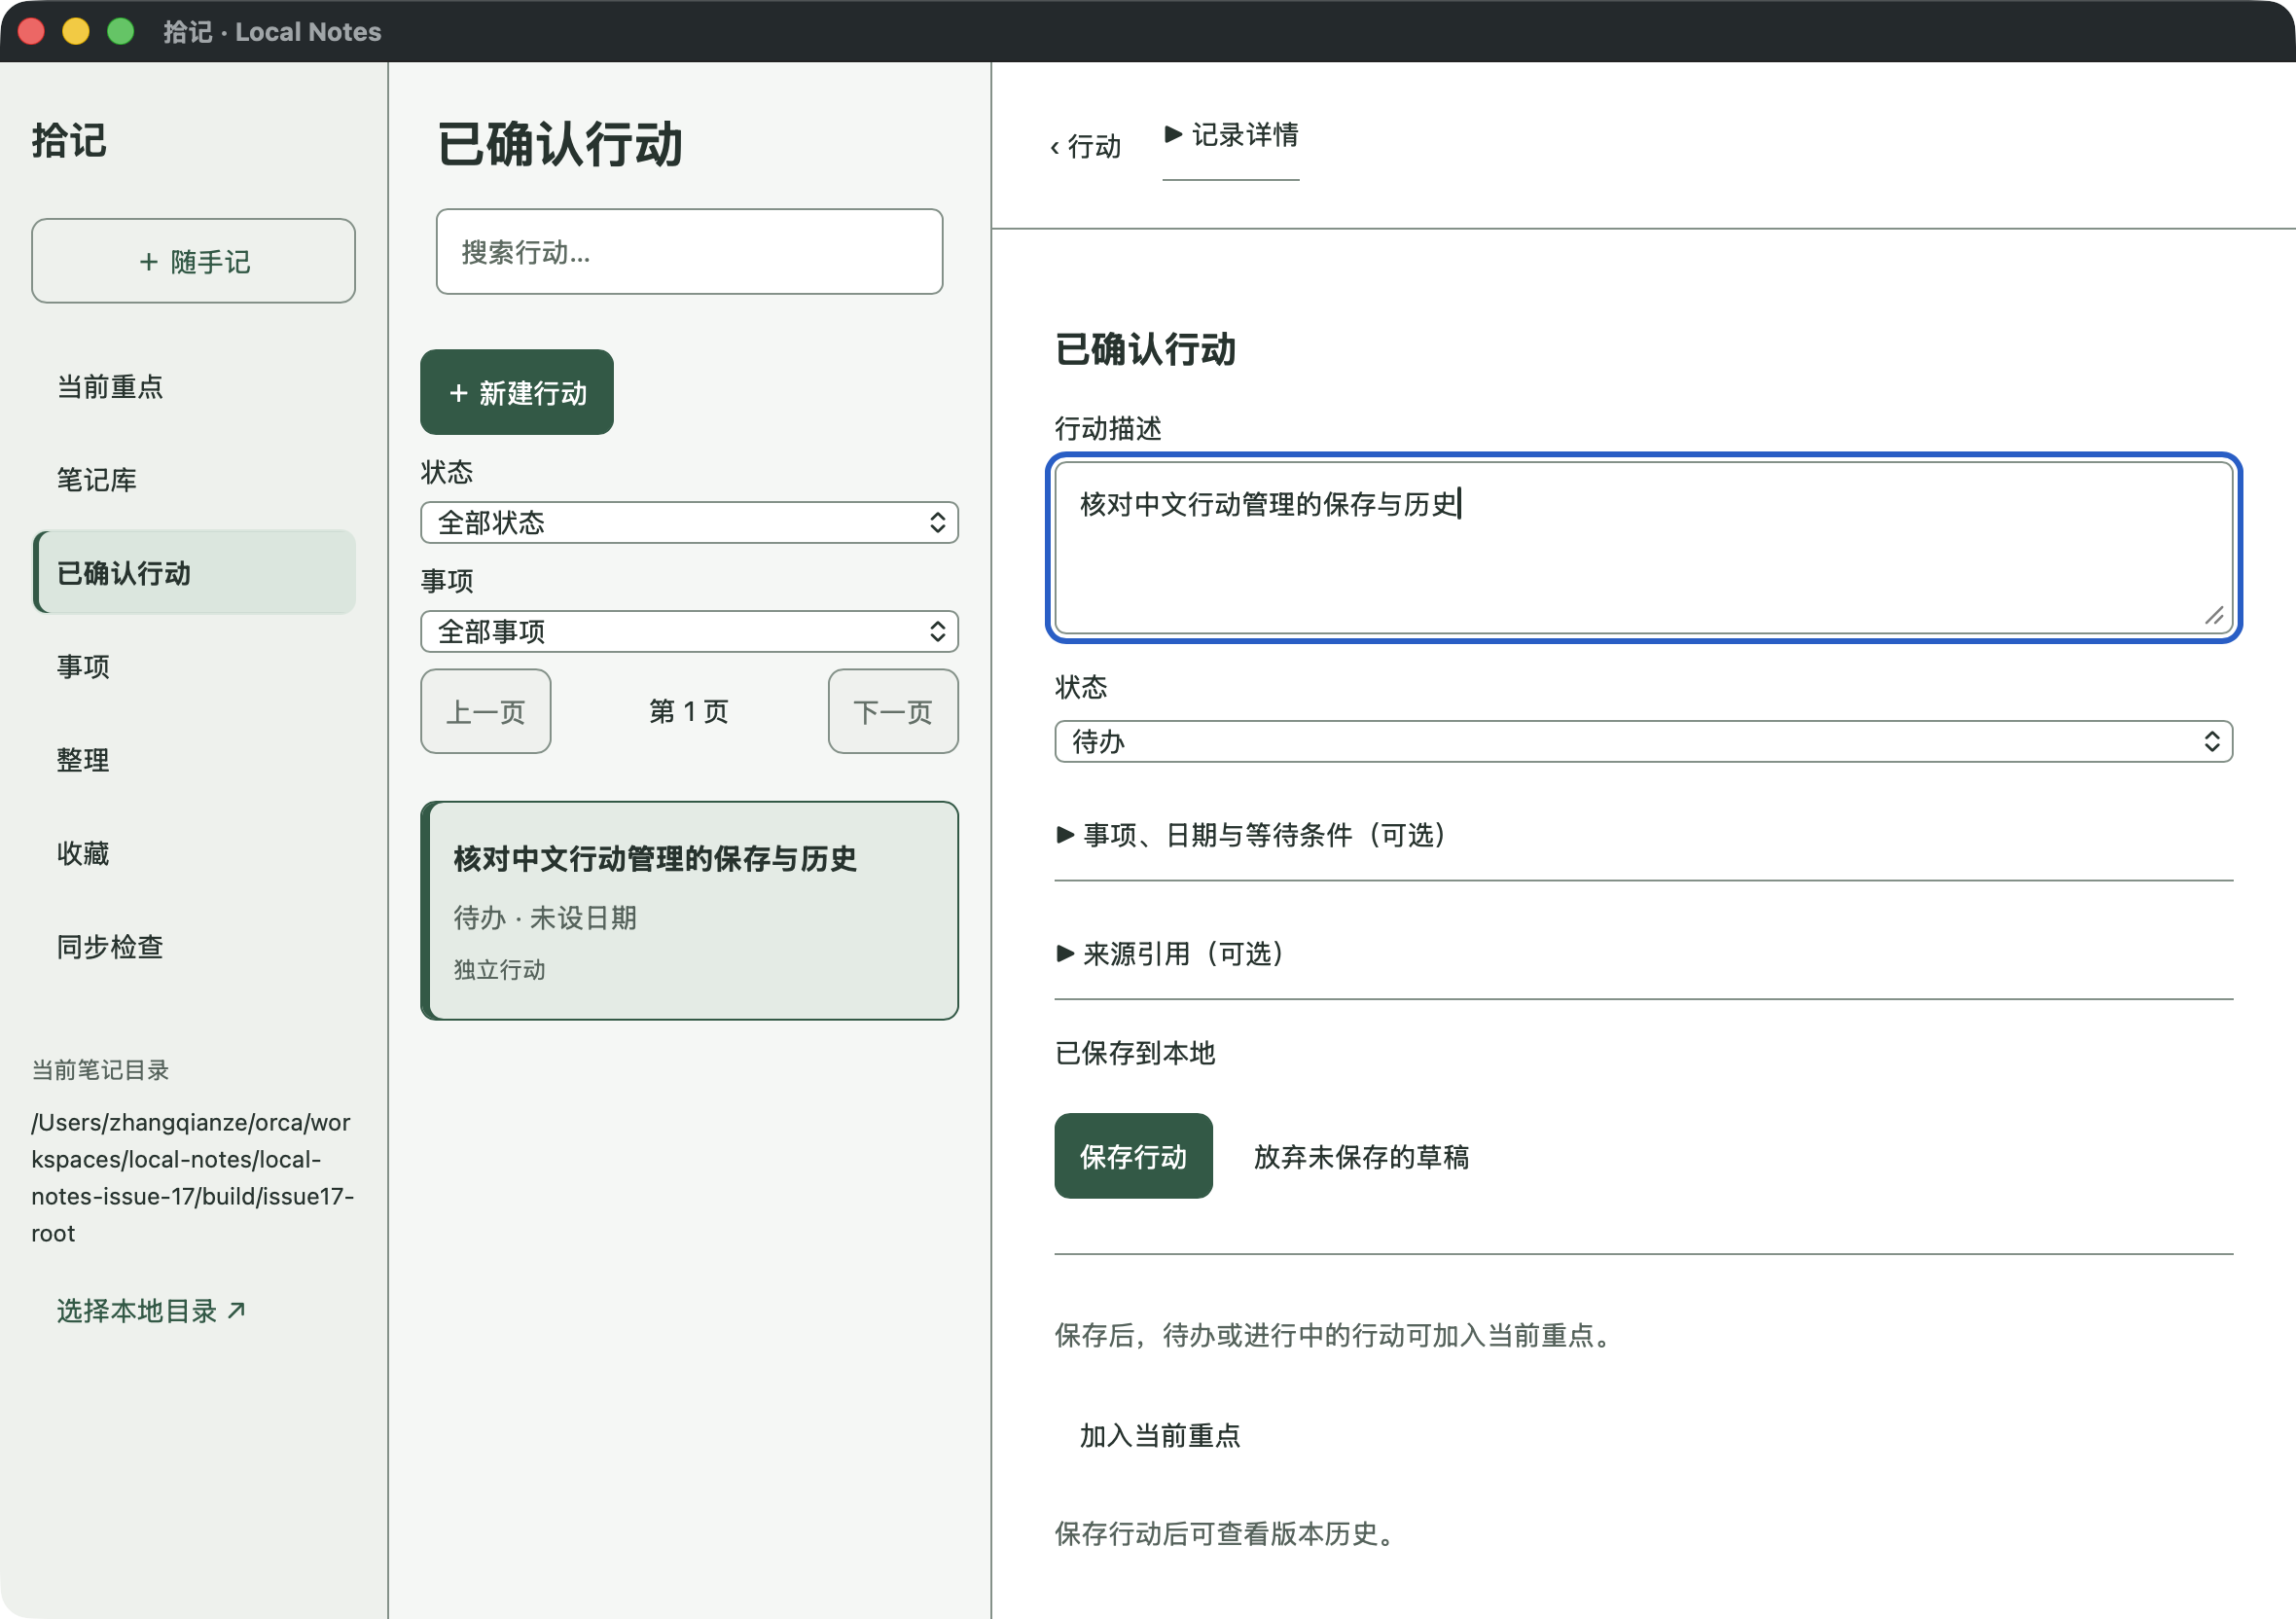 拾记 · Local Notes
拾记
+ 随手记
当前重点
笔记库
已确认行动
事项
整理
收藏
同步检查
当前笔记目录
/Users/zhangqianze/orca/wor
kspaces/local-notes/local-
notes-issue-17/build/issue17-
root
选择本地目录 ↗
已确认行动
搜索行动...
+ 新建行动
状态
全部状态
事项
全部事项
上一页 第 1 页 下一页
核对中文行动管理的保存与历史
待办 · 未设日期
独立行动
‹ 行动 ▶ 记录详情
已确认行动
行动描述
核对中文行动管理的保存与历史
状态
待办
▶ 事项、日期与等待条件（可选）
▶ 来源引用（可选）
已保存到本地
保存行动 放弃未保存的草稿
保存后，待办或进行中的行动可加入当前重点。
加入当前重点
保存行动后可查看版本历史。